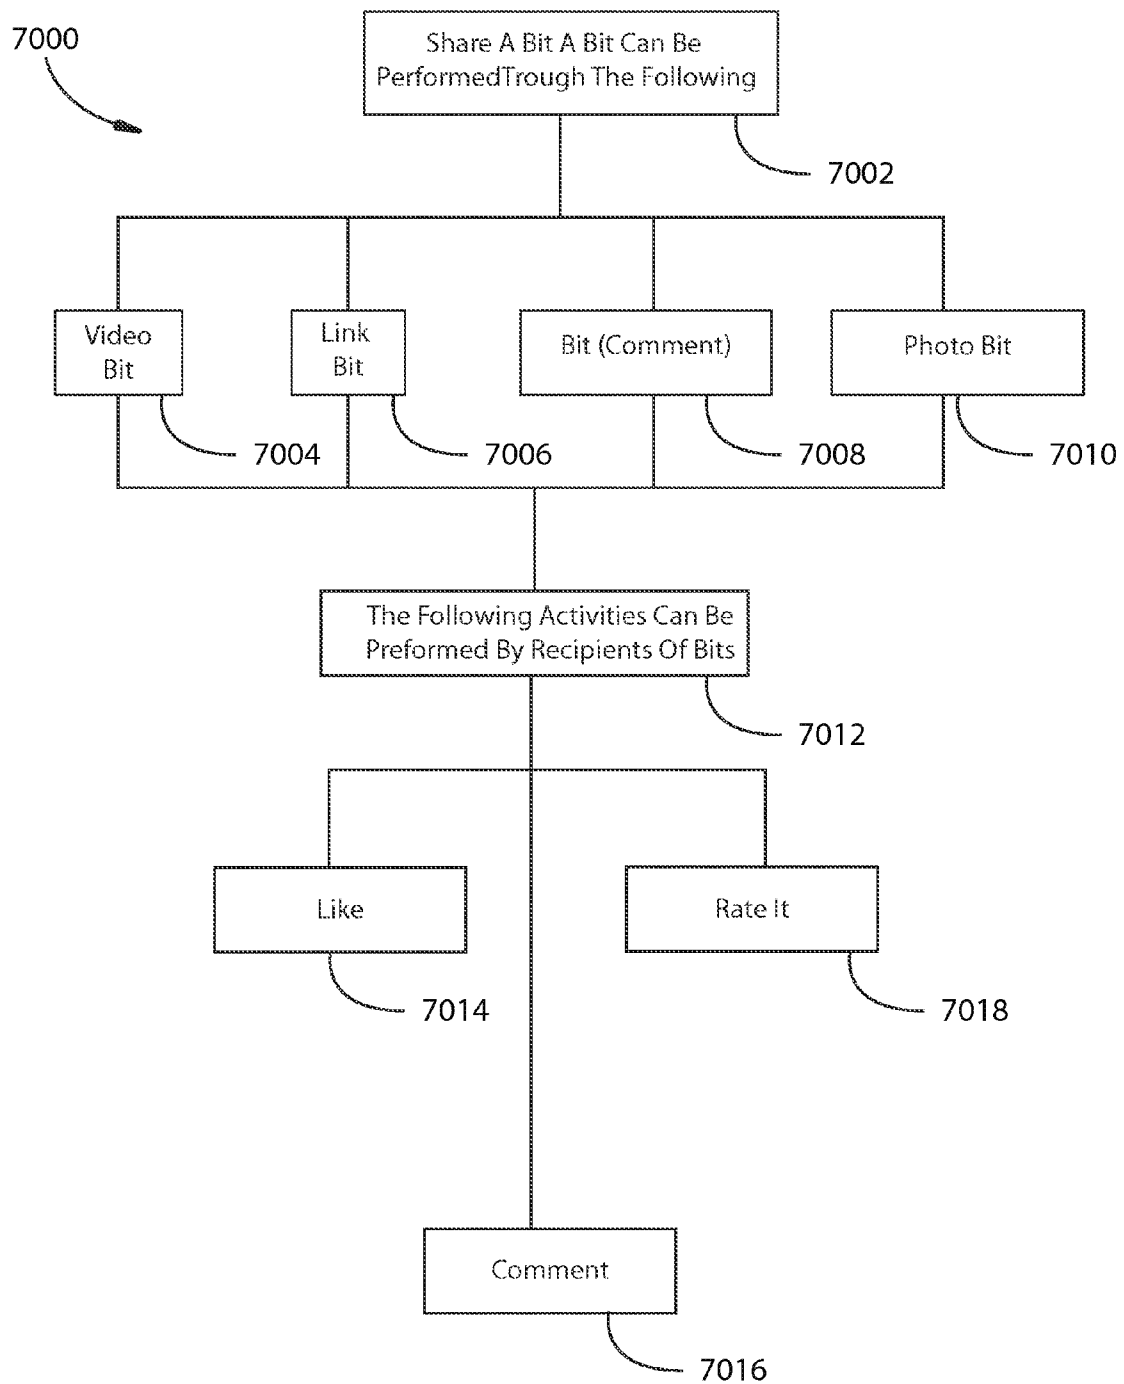 7000
Share A Bit A Bit Can Be
PerformedTrough The Following
7002
Video
Bit
Link
Bit
Bit (Comment)
Photo Bit
7004
7006
7008
7010
The Following Activities Can Be
Preformed By Recipients Of Bits
7012
Like
Rate It
7014
7018
Comment
7016